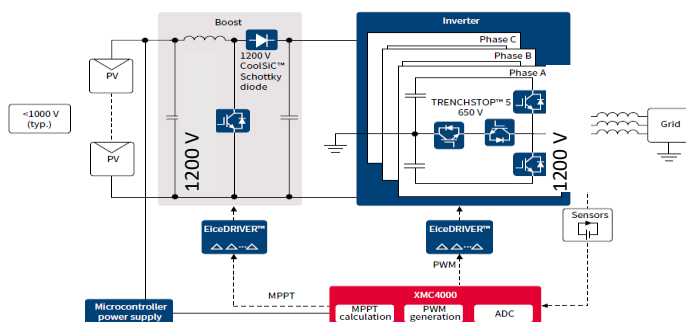 Boost
Inverter
Phase C
Phase B
Phase A
1200 V
CoolSiC™
Schottky
diode
PV
<1000 V
(typ.)
PV
1200 V
TRENCHSTOP™ 5
650 V
1200 V
Grid
Sensors
EiceDRIVER™
EiceDRIVER™
PWM
MPPT
XMC4000
Microcontroller
power supply
MPPT
calculation
PWM
generation
ADC